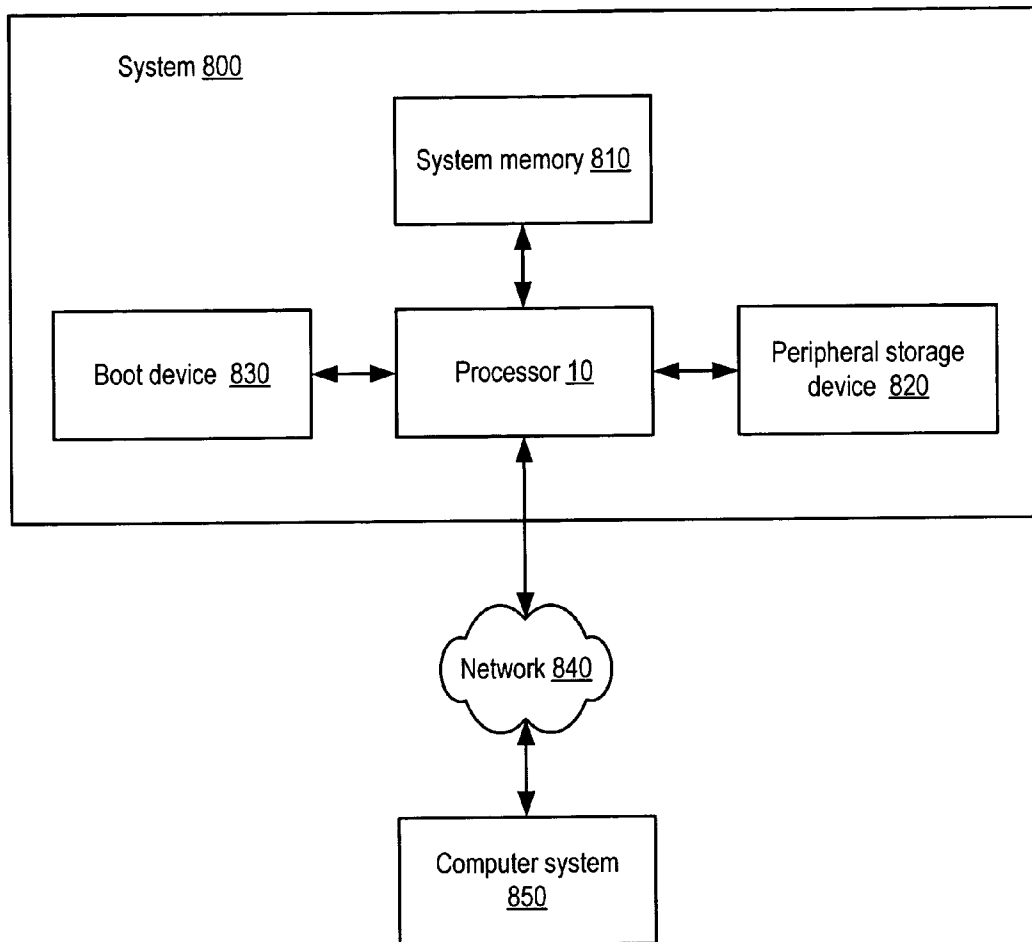 System 800
System memory 810
Boot device 830
Processor 10
Peripheral storage
device 820
Network 840
Computer system
850